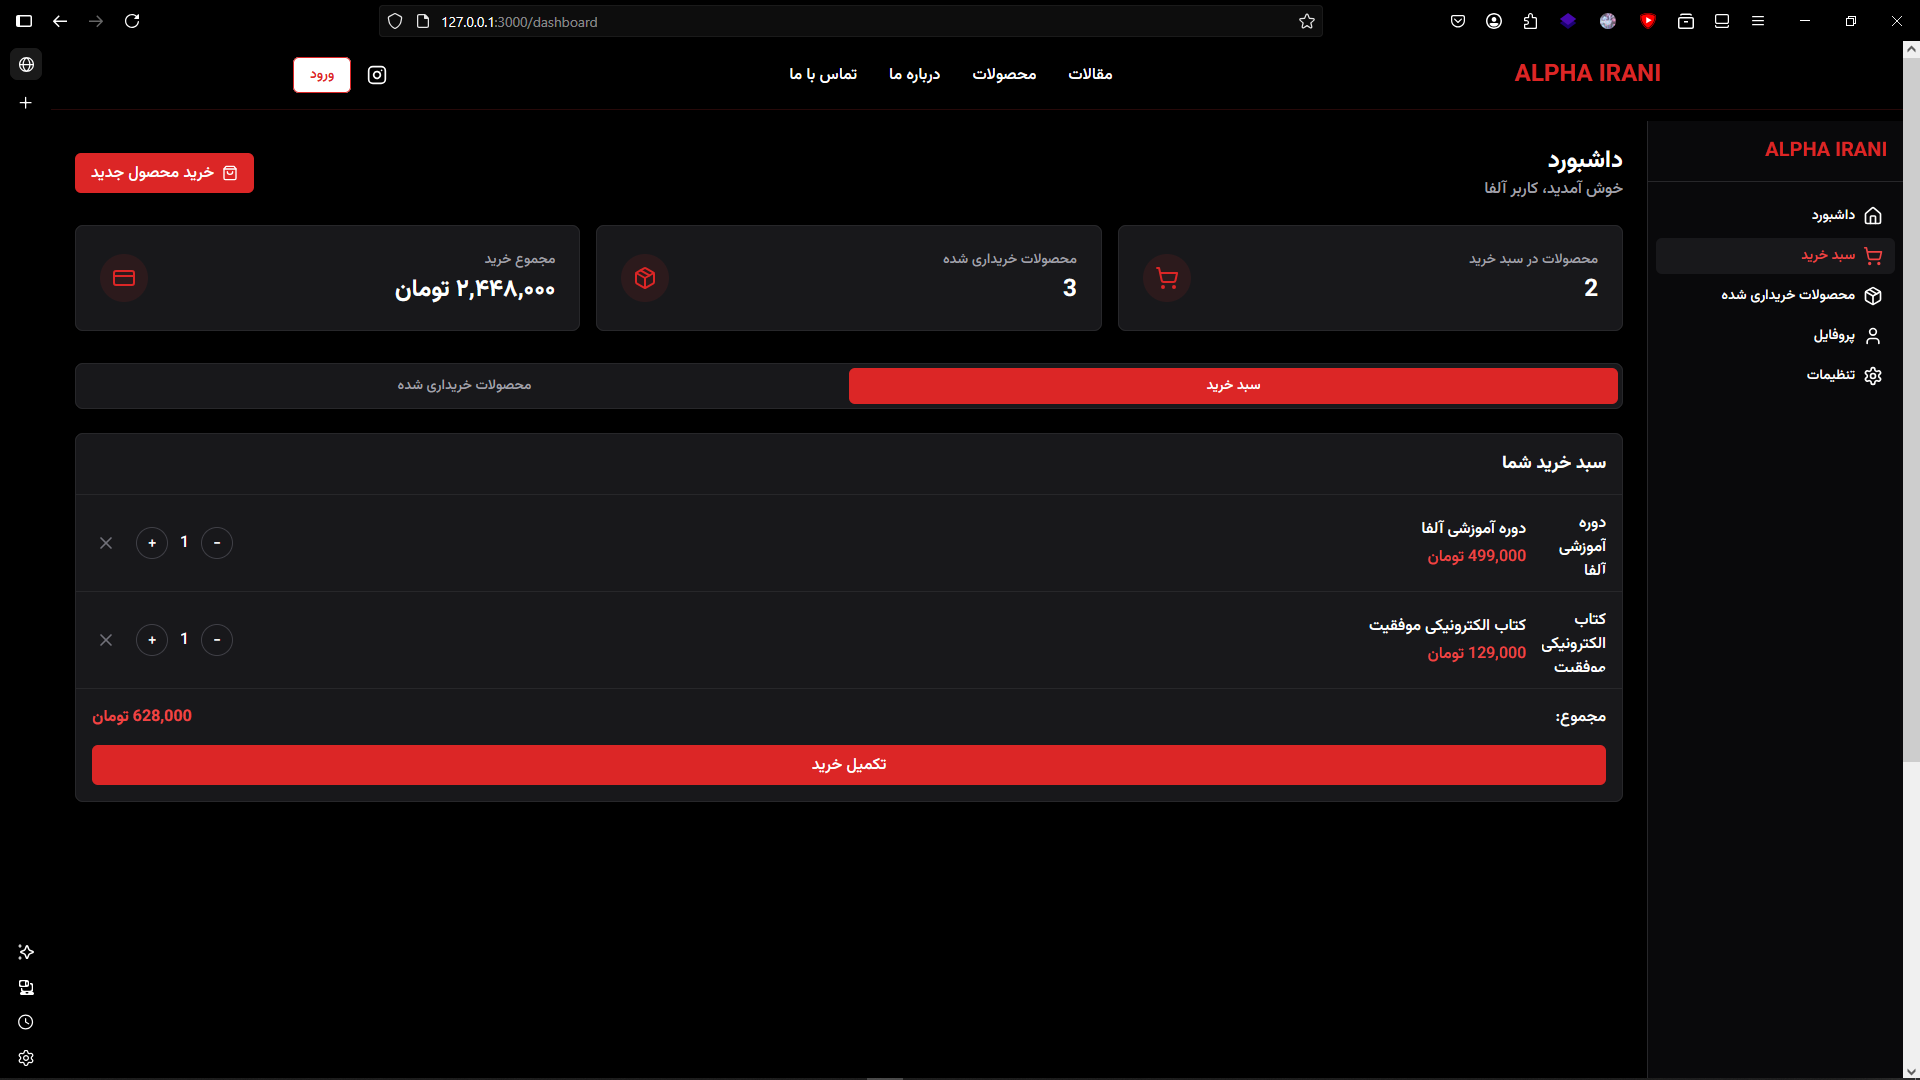 127.0.0.1:3000/dashboard
ALPHA IRANI
مقالات
محصولات
درباره ما
تماس با ما
ورود
ALPHA IRANI
داشبورد
سبد خرید
محصولات خریداری شده
پروفایل
تنظیمات
داشبورد
خوش آمدید، کاربر آلفا
خرید محصول جدید
محصولات در سبد خرید
2
محصولات خریداری شده
3
مجموع خرید
۲,۴۴۸,۰۰۰ تومان
سبد خرید
محصولات خریداری شده
سبد خرید شما
دوره
آموزشی
آلفا
دوره آموزشی آلفا
499,000 تومان
-
1
+
کتاب
الکترونیکی
موفقیت
کتاب الکترونیکی موفقیت
129,000 تومان
-
1
+
مجموع:
628,000 تومان
تکمیل خرید